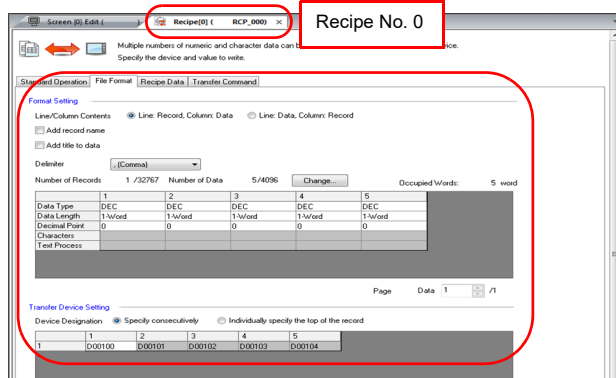 Screen [0] Edit (
Recipe[0] ( RCP_000) ×
Recipe No. 0
Multiple numbers of numeric and character data can b
ice.
Specify the device and value to write.
Standard Operation File Format Recipe Data Transfer Command
Format Setting
Line/Column Contents Line: Record, Column: Data Line: Data, Column: Record
Add record name
Add title to data
Delimiter , (Comma)
Number of Records 1 /32767 Number of Data 5/4096 Change... Occupied Words: 5 word
1 2 3 4 5
Data Type DEC DEC DEC DEC DEC
Data Length 1-Word 1-Word 1-Word 1-Word 1-Word
Decimal Point 0 0 0 0 0
Characters
Text Process
Page Data 1 /1
Transfer Device Setting
Device Designation Specify consecutively Individually specify the top of the record
1 2 3 4 5
1 D00100 D00101 D00102 D00103 D00104